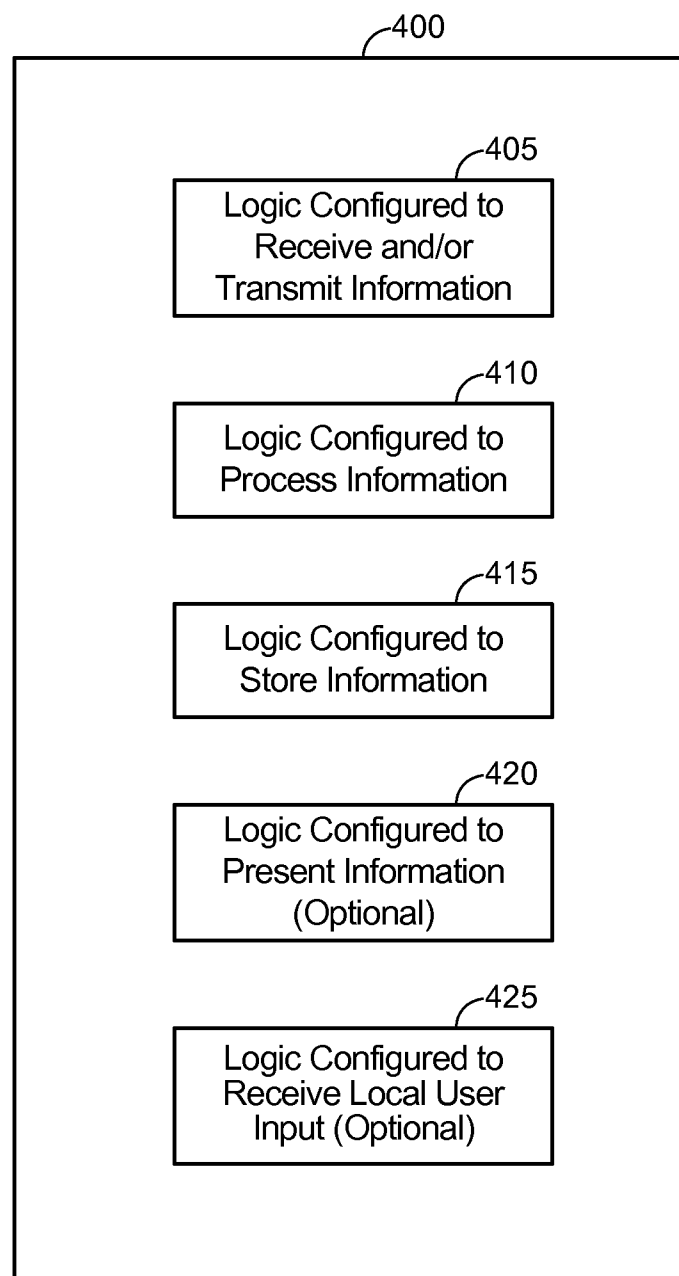 400
405
Logic Configured to
Receive and/or
Transmit Information
410
Logic Configured to
Process Information
415
Logic Configured to
Store Information
420
Logic Configured to
Present Information
(Optional)
425
Logic Configured to
Receive Local User
Input (Optional)